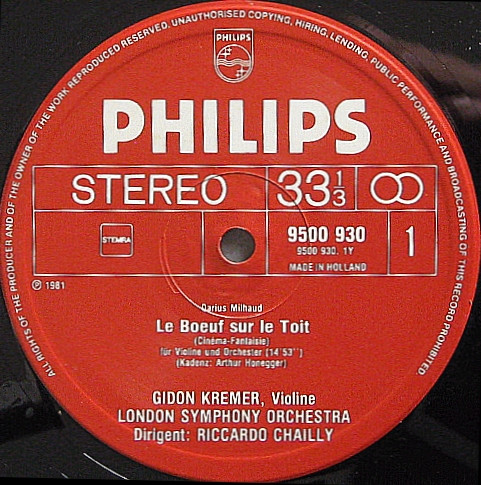 ALL RIGHTS OF THE PRODUCER AND OF THE OWNER OF THE WORK REPRODUCED RESERVED. UNAUTHORISED COPYING, HIRING, LENDING, PUBLIC PERFORMANCE AND BROADCASTING OF THIS RECORD PROHIBITED.
PHILIPS
PHILIPS
STEREO 33 1/3
STEMRA
9500 930 1
9500 930. 1Y
MADE IN HOLLAND
℗ 1981
Darius Milhaud
Le Boeuf sur le Toit
(Cinéma-Fantaisie)
für Violine und Orchester (14'53'')
(Kadenz: Arthur Honegger)
GIDON KREMER, Violine
LONDON SYMPHONY ORCHESTRA
Dirigent: RICCARDO CHAILLY